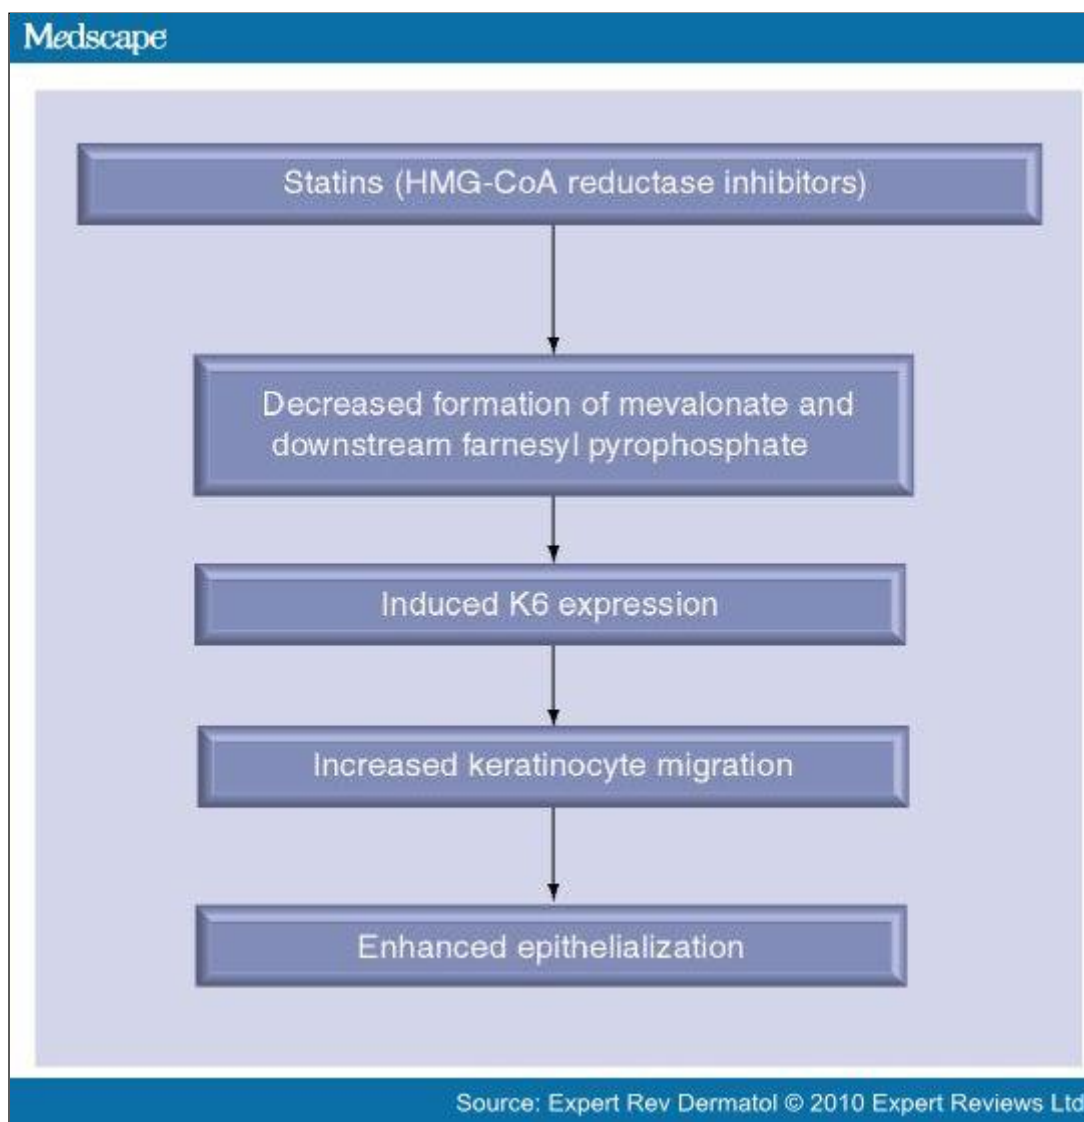 Medscape
Statins (HMG-CoA reductase inhibitors)
Decreased formation of mevalonate and
downstream farnesyl pyrophosphate
Induced K6 expression
Increased keratinocyte migration
Enhanced epithelialization
Source: Expert Rev Dermatol © 2010 Expert Reviews Ltd